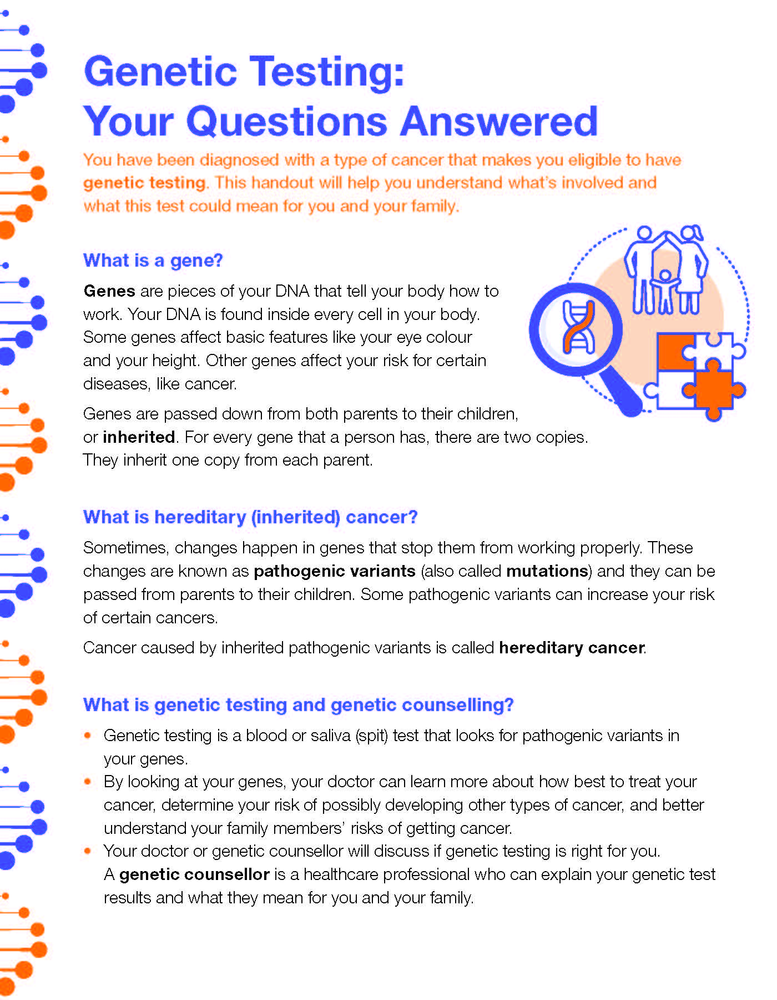 Genetic Testing:
Your Questions Answered
You have been diagnosed with a type of cancer that makes you eligible to have
genetic testing. This handout will help you understand what's involved and
what this test could mean for you and your family.
What is a gene?
Genes are pieces of your DNA that tell your body how to
work. Your DNA is found inside every cell in your body.
Some genes affect basic features like your eye colour
and your height. Other genes affect your risk for certain
diseases, like cancer.
Genes are passed down from both parents to their children,
or inherited. For every gene that a person has, there are two copies.
They inherit one copy from each parent.
What is hereditary (inherited) cancer?
Sometimes, changes happen in genes that stop them from working properly. These
changes are known as pathogenic variants (also called mutations) and they can be
passed from parents to their children. Some pathogenic variants can increase your risk
of certain cancers.
Cancer caused by inherited pathogenic variants is called hereditary cancer.
What is genetic testing and genetic counselling?
• Genetic testing is a blood or saliva (spit) test that looks for pathogenic variants in
your genes.
• By looking at your genes, your doctor can learn more about how best to treat your
cancer, determine your risk of possibly developing other types of cancer, and better
understand your family members' risks of getting cancer.
• Your doctor or genetic counsellor will discuss if genetic testing is right for you.
A genetic counsellor is a healthcare professional who can explain your genetic test
results and what they mean for you and your family.